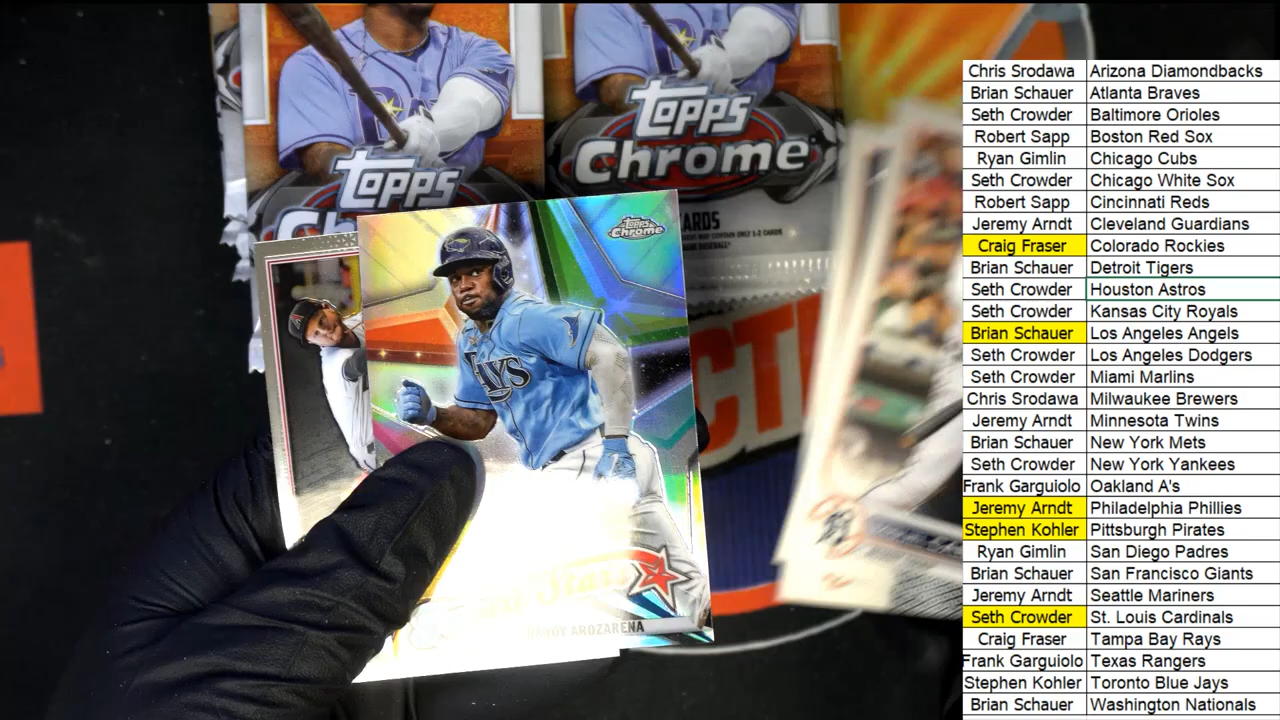 TOPPS
TOPPS
Chrome
CARDS
TOPPS
Chrome
RAYS
RANDY AROZARENA
Chris Srodawa Arizona Diamondbacks
Brian Schauer Atlanta Braves
Seth Crowder Baltimore Orioles
Robert Sapp Boston Red Sox
Ryan Gimlin Chicago Cubs
Seth Crowder Chicago White Sox
Robert Sapp Cincinnati Reds
Jeremy Arndt Cleveland Guardians
Craig Fraser Colorado Rockies
Brian Schauer Detroit Tigers
Seth Crowder Houston Astros
Seth Crowder Kansas City Royals
Brian Schauer Los Angeles Angels
Seth Crowder Los Angeles Dodgers
Seth Crowder Miami Marlins
Chris Srodawa Milwaukee Brewers
Jeremy Arndt Minnesota Twins
Brian Schauer New York Mets
Seth Crowder New York Yankees
Frank Garguiolo Oakland A's
Jeremy Arndt Philadelphia Phillies
Stephen Kohler Pittsburgh Pirates
Ryan Gimlin San Diego Padres
Brian Schauer San Francisco Giants
Jeremy Arndt Seattle Mariners
Seth Crowder St. Louis Cardinals
Craig Fraser Tampa Bay Rays
Frank Garguiolo Texas Rangers
Stephen Kohler Toronto Blue Jays
Brian Schauer Washington Nationals